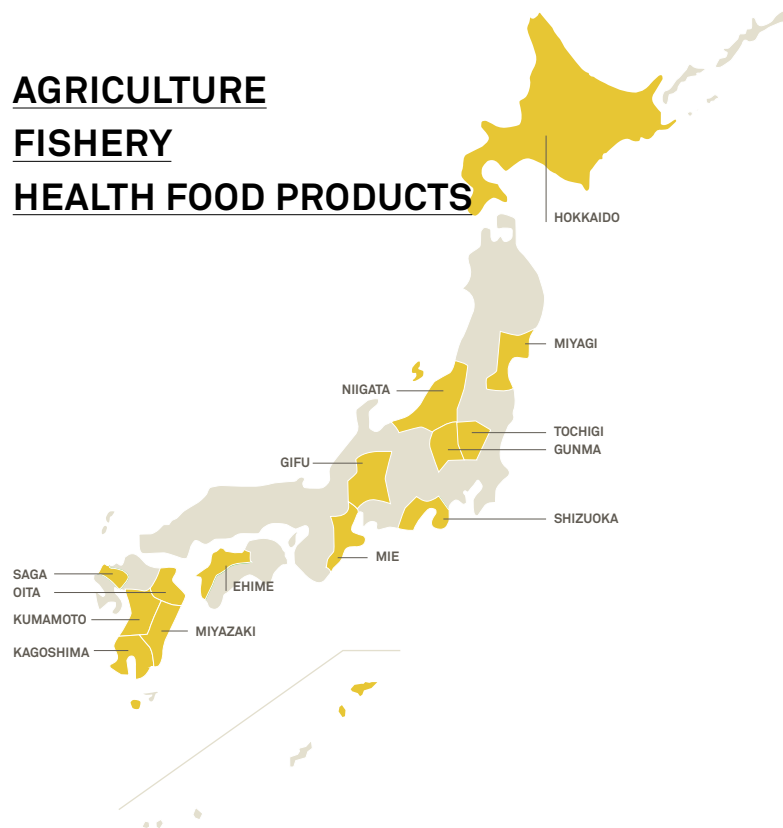 AGRICULTURE
FISHERY
HEALTH FOOD PRODUCTS
HOKKAIDO
MIYAGI
NIIGATA
TOCHIGI
GUNMA
GIFU
SHIZUOKA
MIE
SAGA
OITA
EHIME
KUMAMOTO
MIYAZAKI
KAGOSHIMA